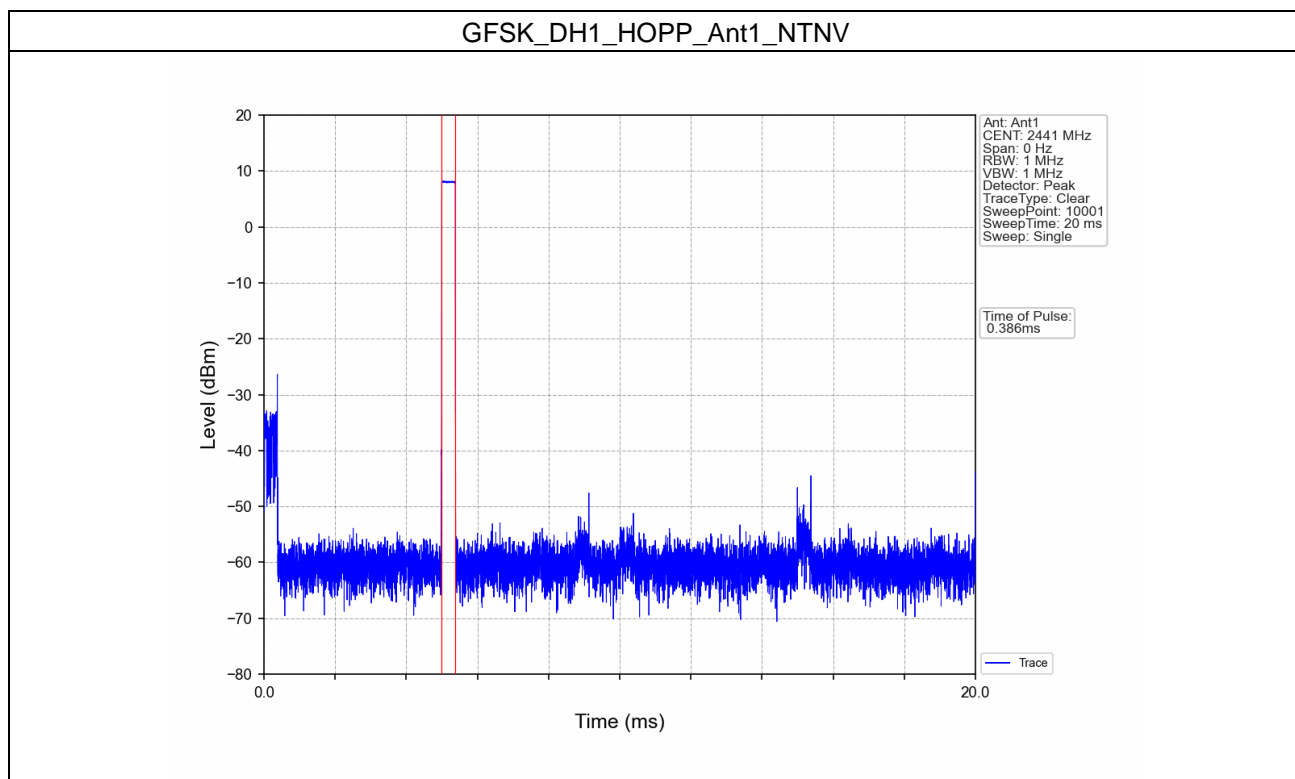 GFSK_DH1_HOPP_Ant1_NTNV
20
10
0
−10
−20
−30
−40
−50
−60
−70
−80
Level (dBm)
0.0
20.0
Time (ms)
Ant: Ant1
CENT: 2441 MHz
Span: 0 Hz
RBW: 1 MHz
VBW: 1 MHz
Detector: Peak
TraceType: Clear
SweepPoint: 10001
SweepTime: 20 ms
Sweep: Single
Time of Pulse:
0.386ms
Trace